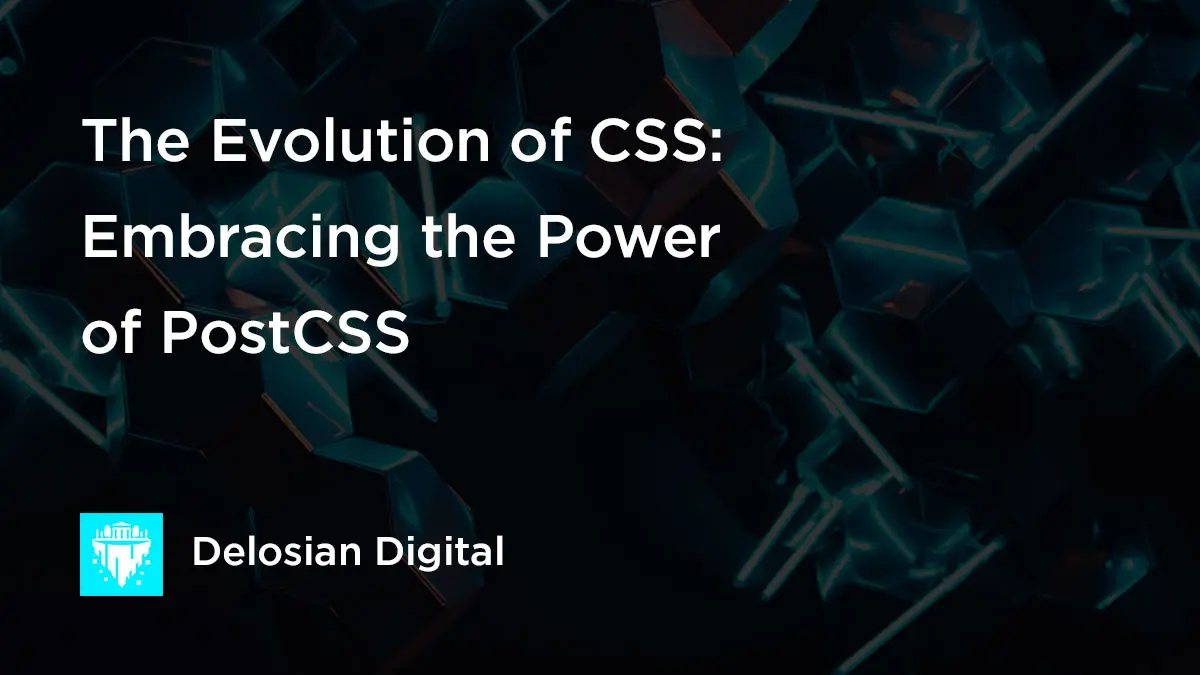 The Evolution of CSS:
Embracing the Power
of PostCSS
Delosian Digital